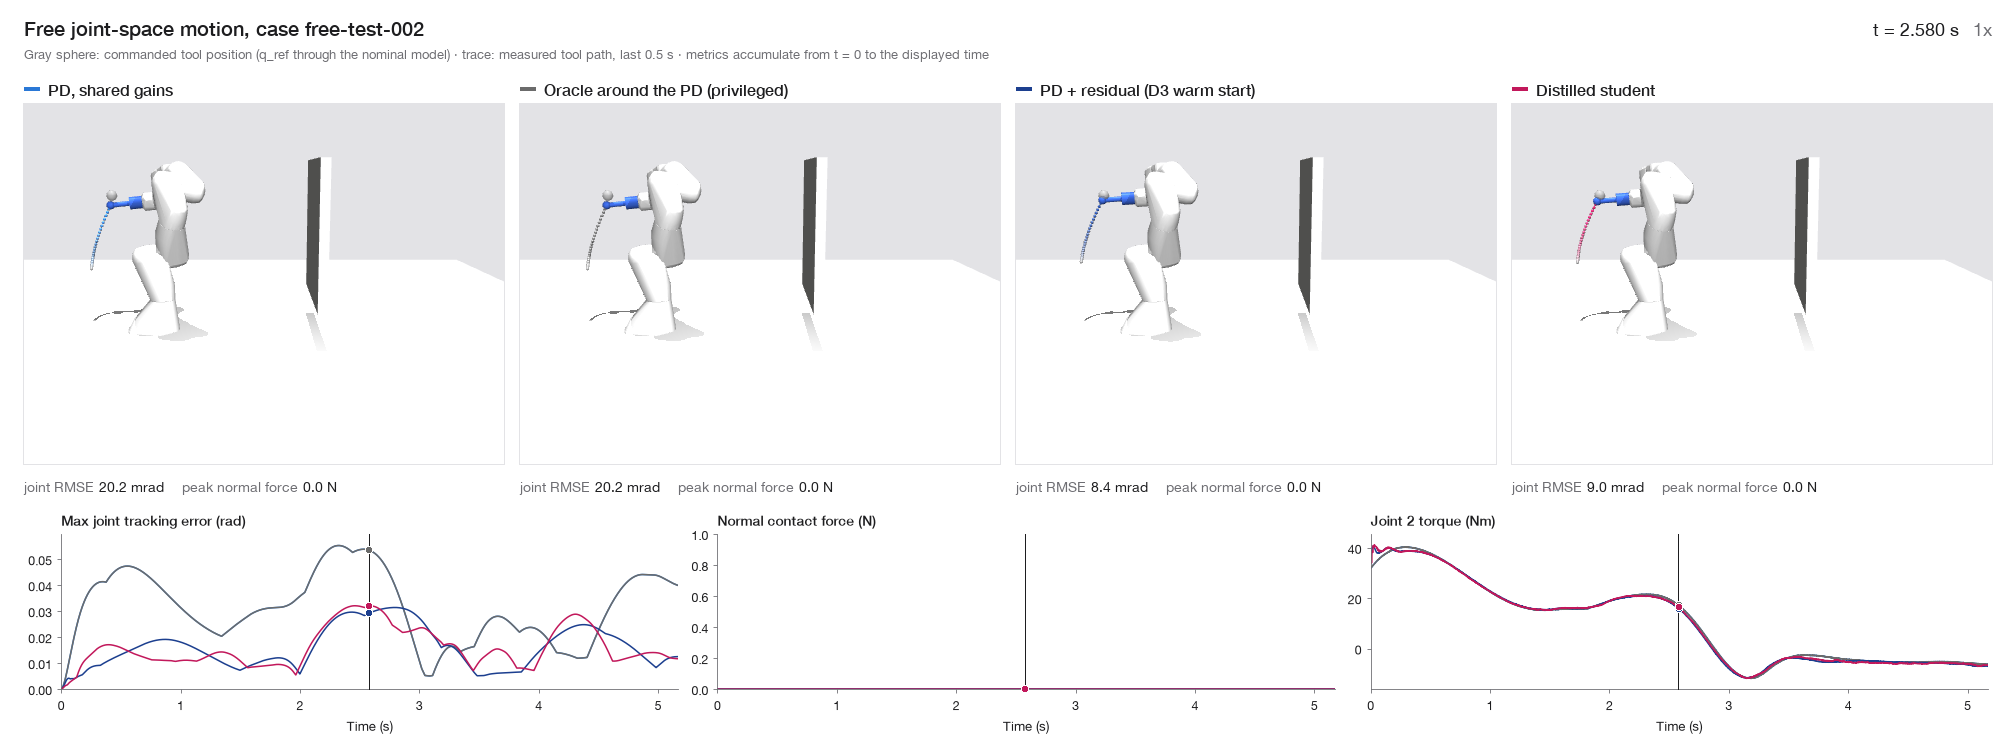 Free joint-space motion, case free-test-002
t = 2.580 s 1x
Gray sphere: commanded tool position (q_ref through the nominal model) · trace: measured tool path, last 0.5 s · metrics accumulate from t = 0 to the displayed time
PD, shared gains
Oracle around the PD (privileged)
PD + residual (D3 warm start)
Distilled student
joint RMSE 20.2 mrad peak normal force 0.0 N
joint RMSE 20.2 mrad peak normal force 0.0 N
joint RMSE 8.4 mrad peak normal force 0.0 N
joint RMSE 9.0 mrad peak normal force 0.0 N
Max joint tracking error (rad)
0.05
0.04
0.03
0.02
0.01
0.00
0 1 2 3 4 5
Time (s)
Normal contact force (N)
1.0
0.8
0.6
0.4
0.2
0.0
0 1 2 3 4 5
Time (s)
Joint 2 torque (Nm)
40
20
0
0 1 2 3 4 5
Time (s)